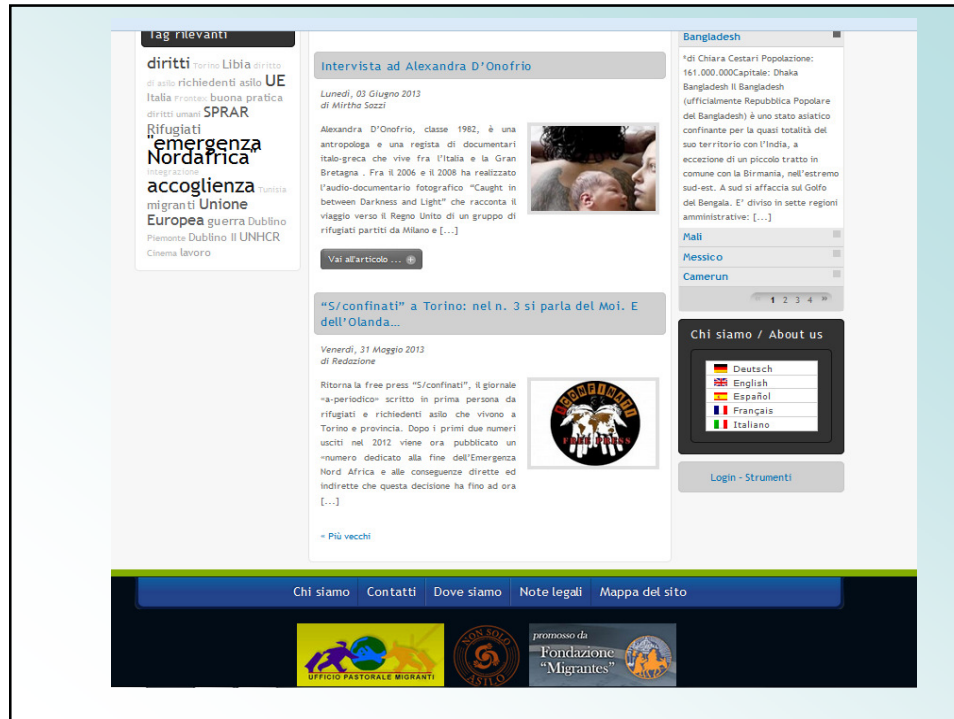 Tag rilevanti
diritti Torino Libia diritto
di asilo richiedenti asilo UE
Italia Frontex buona pratica
diritti umani SPRAR
Rifugiati
"emergenza
Nordafrica"
integrazione
accoglienza Tunisia
migranti Unione
Europea guerra Dublino
Piemonte Dublino II UNHCR
Cinema lavoro
Intervista ad Alexandra D'Onofrio
Lunedì, 03 Giugno 2013
di Mirtha Sozzi
Alexandra D'Onofrio, classe 1982, è una
antropologa e una regista di documentari
italo-greca che vive fra l'Italia e la Gran
Bretagna . Fra il 2006 e il 2008 ha realizzato
l'audio-documentario fotografico "Caught in
between Darkness and Light" che racconta il
viaggio verso il Regno Unito di un gruppo di
rifugiati partiti da Milano e [...]
Vai all'articolo ...
"S/confinati" a Torino: nel n. 3 si parla del Moi. E
dell'Olanda…
Venerdì, 31 Maggio 2013
di Redazione
Ritorna la free press "S/confinati", il giornale
«a-periodico» scritto in prima persona da
rifugiati e richiedenti asilo che vivono a
Torino e provincia. Dopo i primi due numeri
usciti nel 2012 viene ora pubblicato un
«numero dedicato alla fine dell'Emergenza
Nord Africa e alle conseguenze dirette ed
indirette che questa decisione ha fino ad ora
[...]
SCONFINATI
FREE PRESS
« Più vecchi
Bangladesh
*di Chiara Cestari Popolazione:
161.000.000Capitale: Dhaka
Bangladesh Il Bangladesh
(ufficialmente Repubblica Popolare
del Bangladesh) è uno stato asiatico
confinante per la quasi totalità del
suo territorio con l'India, a
eccezione di un piccolo tratto in
comune con la Birmania, nell'estremo
sud-est. A sud si affaccia sul Golfo
del Bengala. E' diviso in sette regioni
amministrative: [...]
Mali
Messico
Camerun
« 1 2 3 4 »
Chi siamo / About us
Deutsch
English
Español
Français
Italiano
Login - Strumenti
Chi siamo Contatti Dove siamo Note legali Mappa del sito
UFFICIO PASTORALE MIGRANTI
NON SOLO
ASILO
promosso da
Fondazione
"Migrantes"